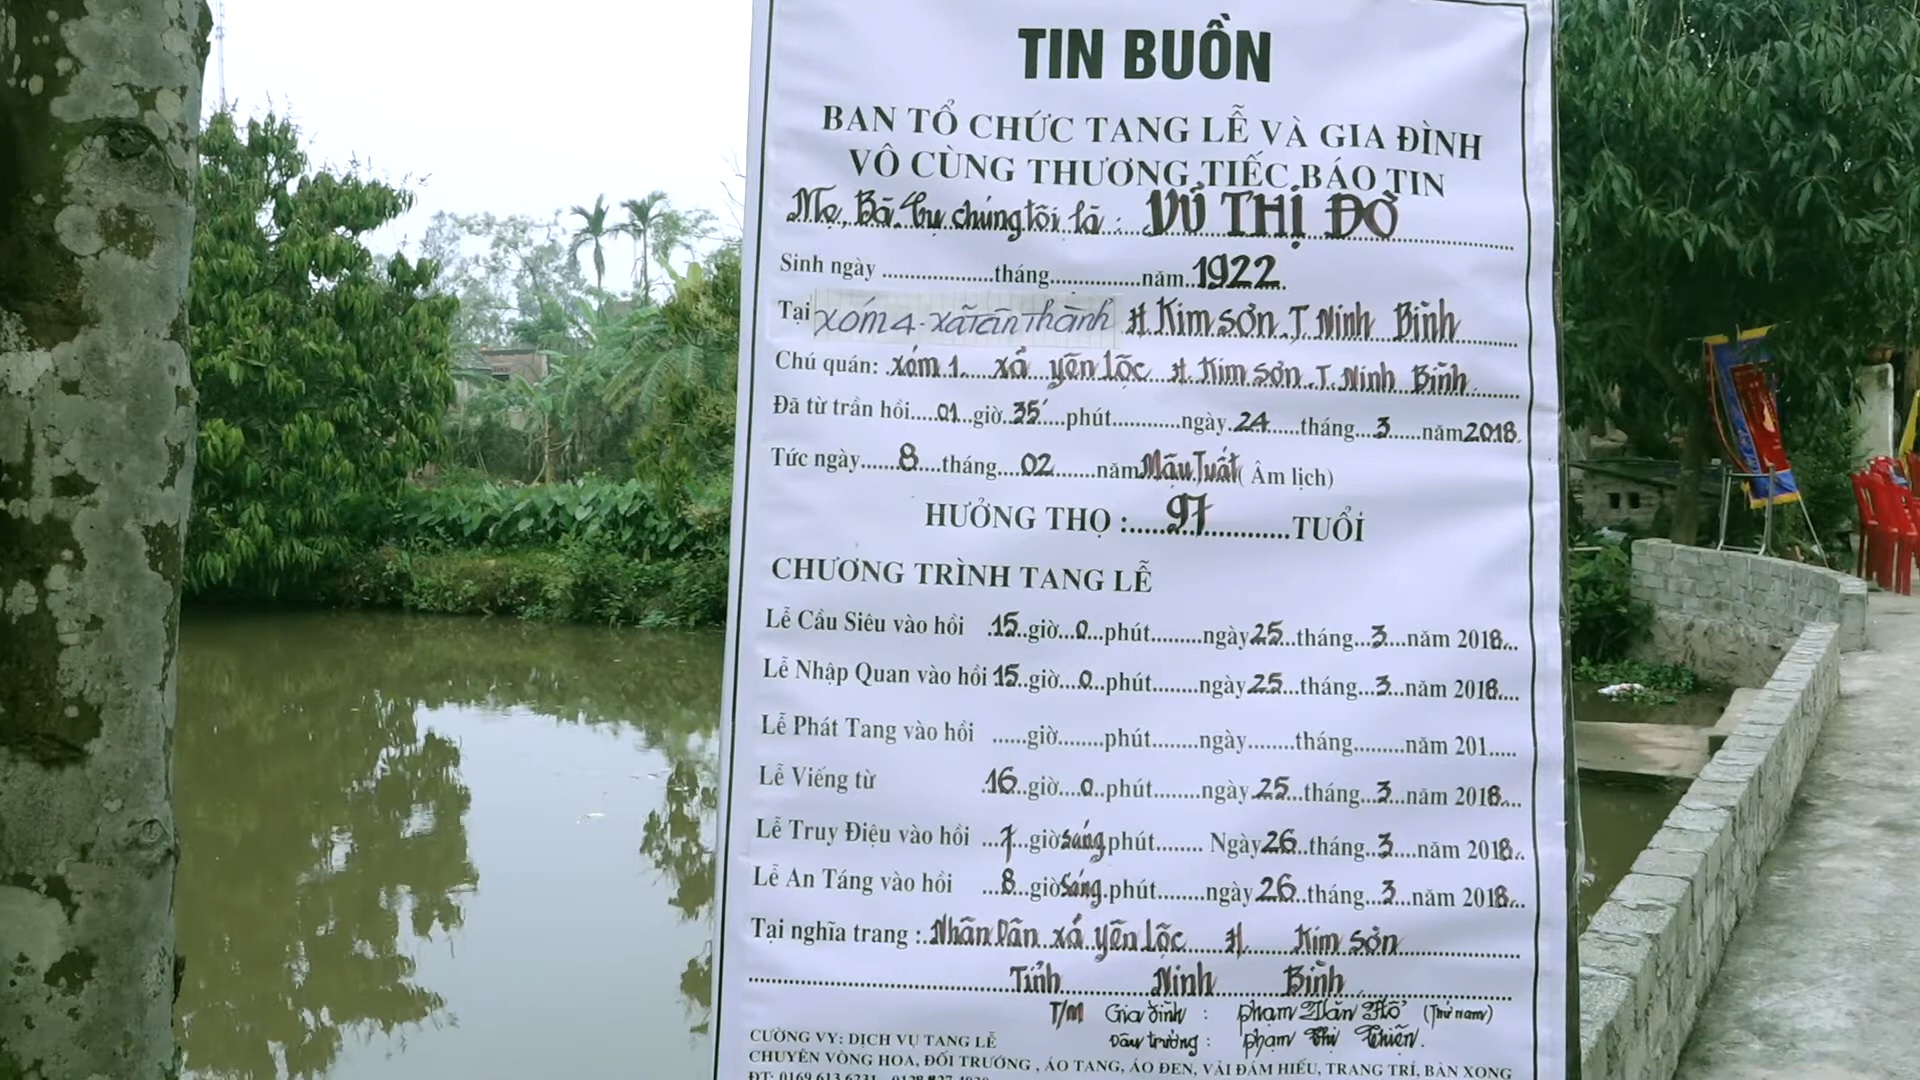 TIN BUỒN
BAN TỔ CHỨC TANG LỄ VÀ GIA ĐÌNH
VÔ CÙNG THƯƠNG TIẾC BÁO TIN
Mẹ, Bà, Cụ chúng tôi là: VŨ THỊ ĐÒ
Sinh ngày ....................tháng...............năm..1922.
Tại xóm 4 - xã Tân Thành H. Kim Sơn. T. Ninh Bình
Chú quán: xóm 1. xã yên lộc H. Kim Sơn. T. Ninh Bình
Đã từ trần hồi.....01...giờ..35'....phút............ngày.24......tháng...3......năm 2018.
Tức ngày.......8....tháng....02.......năm Mậu Tuất ( Âm lịch)
HƯỞNG THỌ :.....97............TUỔI
CHƯƠNG TRÌNH TANG LỄ
Lễ Cầu Siêu vào hồi .15..giờ...0...phút........ngày 25...tháng...3...năm 2018...
Lễ Nhập Quan vào hồi 15..giờ...0...phút........ngày 25...tháng...3...năm 2018....
Lễ Phát Tang vào hồi ......giờ........phút........ngày........tháng.........năm 201.....
Lễ Viếng từ .16...giờ...0...phút........ngày 25...tháng...3....năm 2018....
Lễ Truy Điệu vào hồi ...7...giờ sáng phút........ Ngày 26...tháng...3....năm 2018..
Lễ An Táng vào hồi ...8...giờ Sáng.phút........ngày 26...tháng...3...năm 2018...
Tại nghĩa trang :..Nhân Dân xã yên lộc H. Kim Sơn
Tỉnh Ninh Bình
T/M Gia đình : phạm Văn Hổ (Thứ nam)
Dâu trưởng : phạm Thị Thiện.
CƯỜNG VY: DỊCH VỤ TANG LỄ
CHUYÊN VÒNG HOA, ĐỐI TRƯỚNG , ÁO TANG, ÁO ĐEN, VẢI ĐÁM HIẾU, TRANG TRÍ, BÀN XONG
ĐT: 0169.613.6231